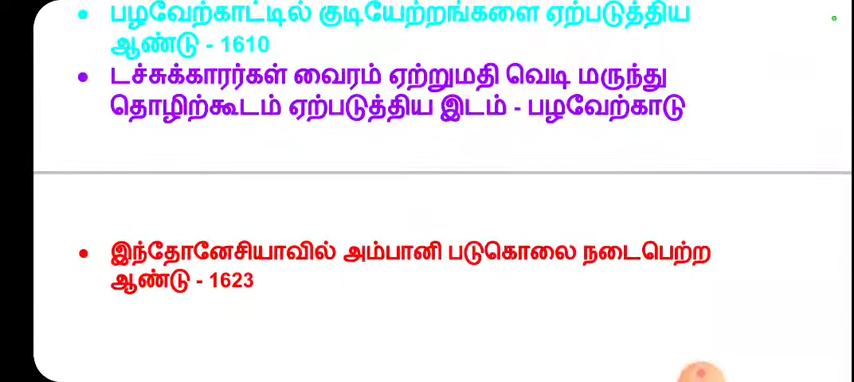 பழவேற்காட்டில் குடியேற்றங்களை ஏற்படுத்திய
ஆண்டு - 1610
டச்சுக்காரர்கள் வைரம் ஏற்றுமதி வெடி மருந்து
தொழிற்கூடம் ஏற்படுத்திய இடம் - பழவேற்காடு
இந்தோனேசியாவில் அம்பானி படுகொலை நடைபெற்ற
ஆண்டு - 1623